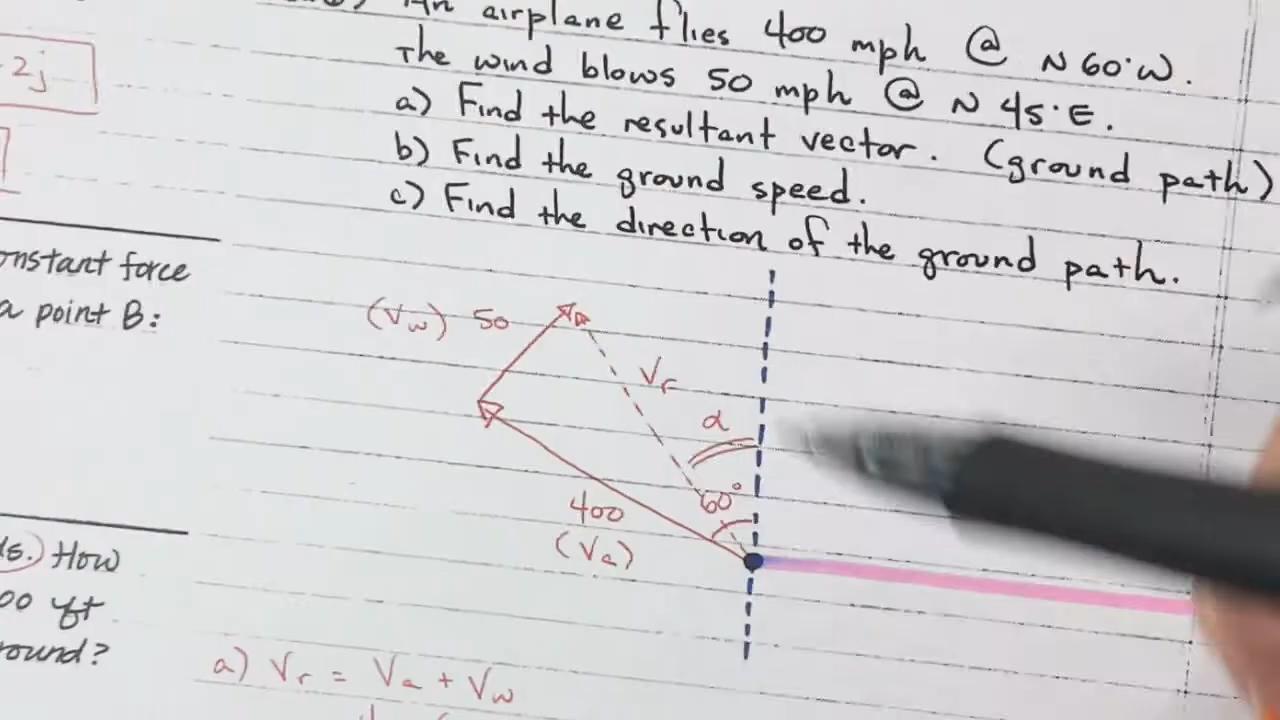 An airplane flies 400 mph @ N 60° W.
The wind blows 50 mph @ N 45° E.
a) Find the resultant vector. (ground path)
b) Find the ground speed.
c) Find the direction of the ground path.
2j
onstant force
a point B:
(Vw) 50
Vr
α
60°
400
(Va)
s.) How
00 yft
round?
a) Vr = Va + Vw